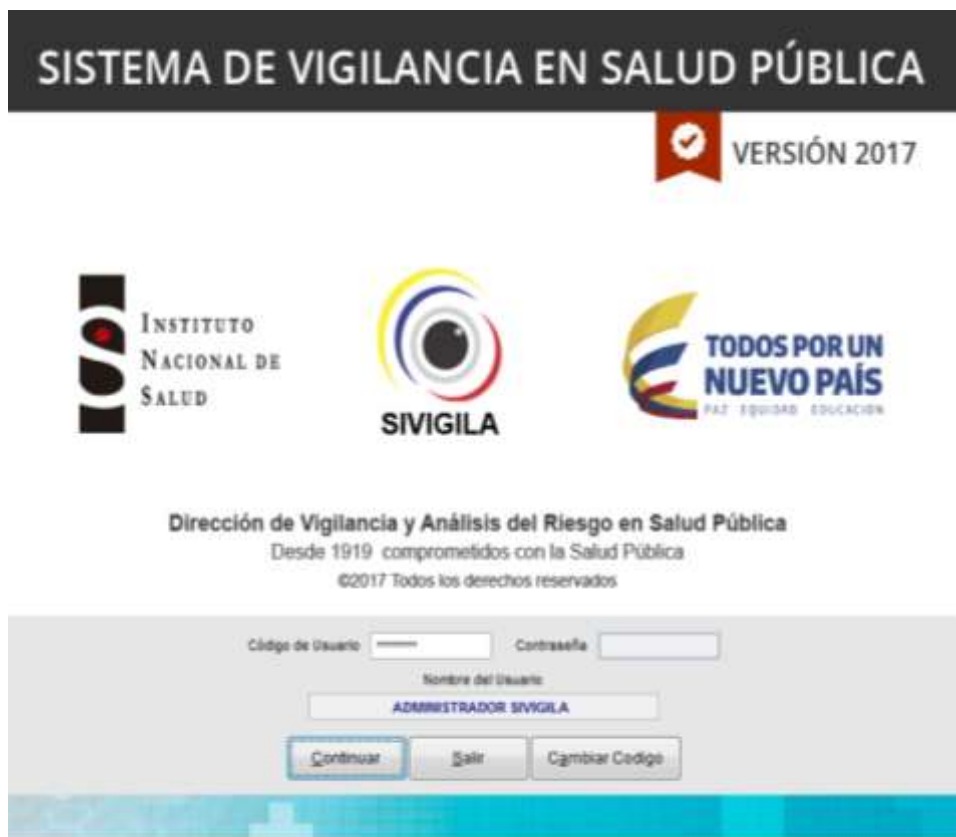 SISTEMA DE VIGILANCIA EN SALUD PÚBLICA
VERSIÓN 2017
INSTITUTO
NACIONAL DE
SALUD
SIVIGILA
TODOS POR UN
NUEVO PAÍS
PAZ EQUIDAD EDUCACIÓN
Dirección de Vigilancia y Análisis del Riesgo en Salud Pública
Desde 1919 comprometidos con la Salud Pública
©2017 Todos los derechos reservados
Código de Usuario Contraseña
Nombre del Usuario
ADMINISTRADOR SIVIGILA
Continuar Salir Cambiar Codigo